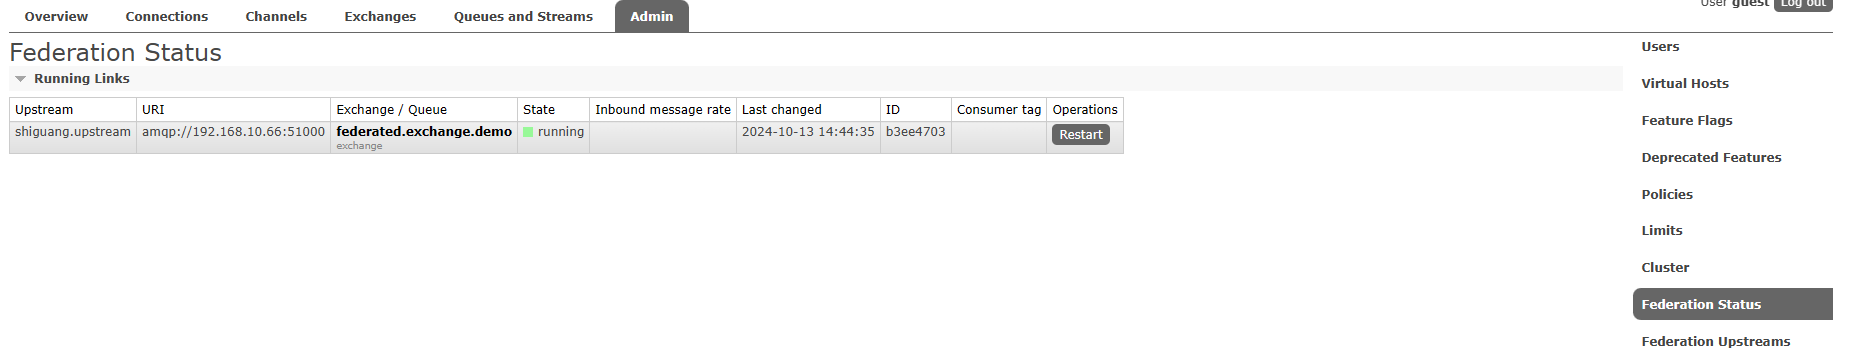 User guest Log out
Overview Connections Channels Exchanges Queues and Streams Admin
Federation Status
Running Links
Upstream URI Exchange / Queue State Inbound message rate Last changed ID Consumer tag Operations
shiguang.upstream amqp://192.168.10.66:51000 federated.exchange.demo running 2024-10-13 14:44:35 b3ee4703 Restart
exchange
Users
Virtual Hosts
Feature Flags
Deprecated Features
Policies
Limits
Cluster
Federation Status
Federation Upstreams